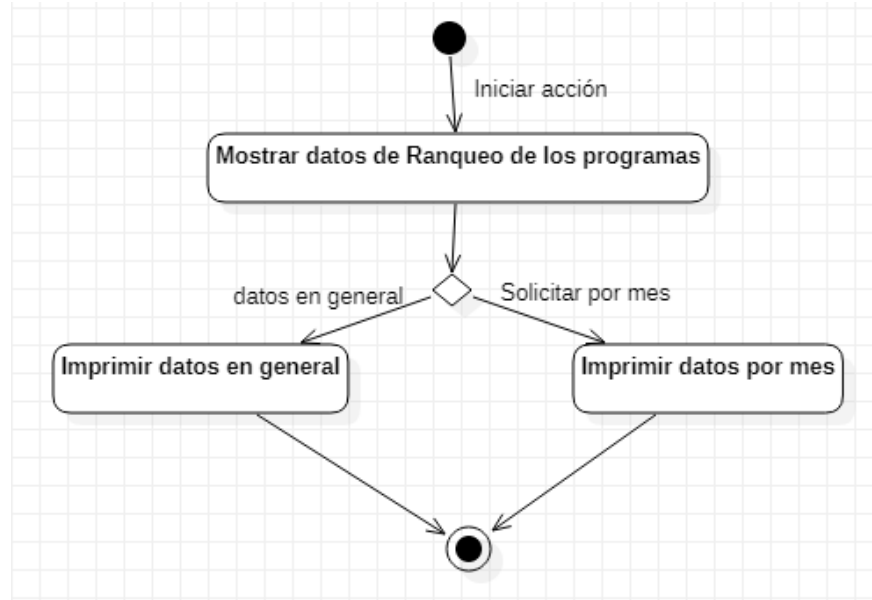 Iniciar acción
Mostrar datos de Ranqueo de los programas
datos en general
Solicitar por mes
Imprimir datos en general
Imprimir datos por mes